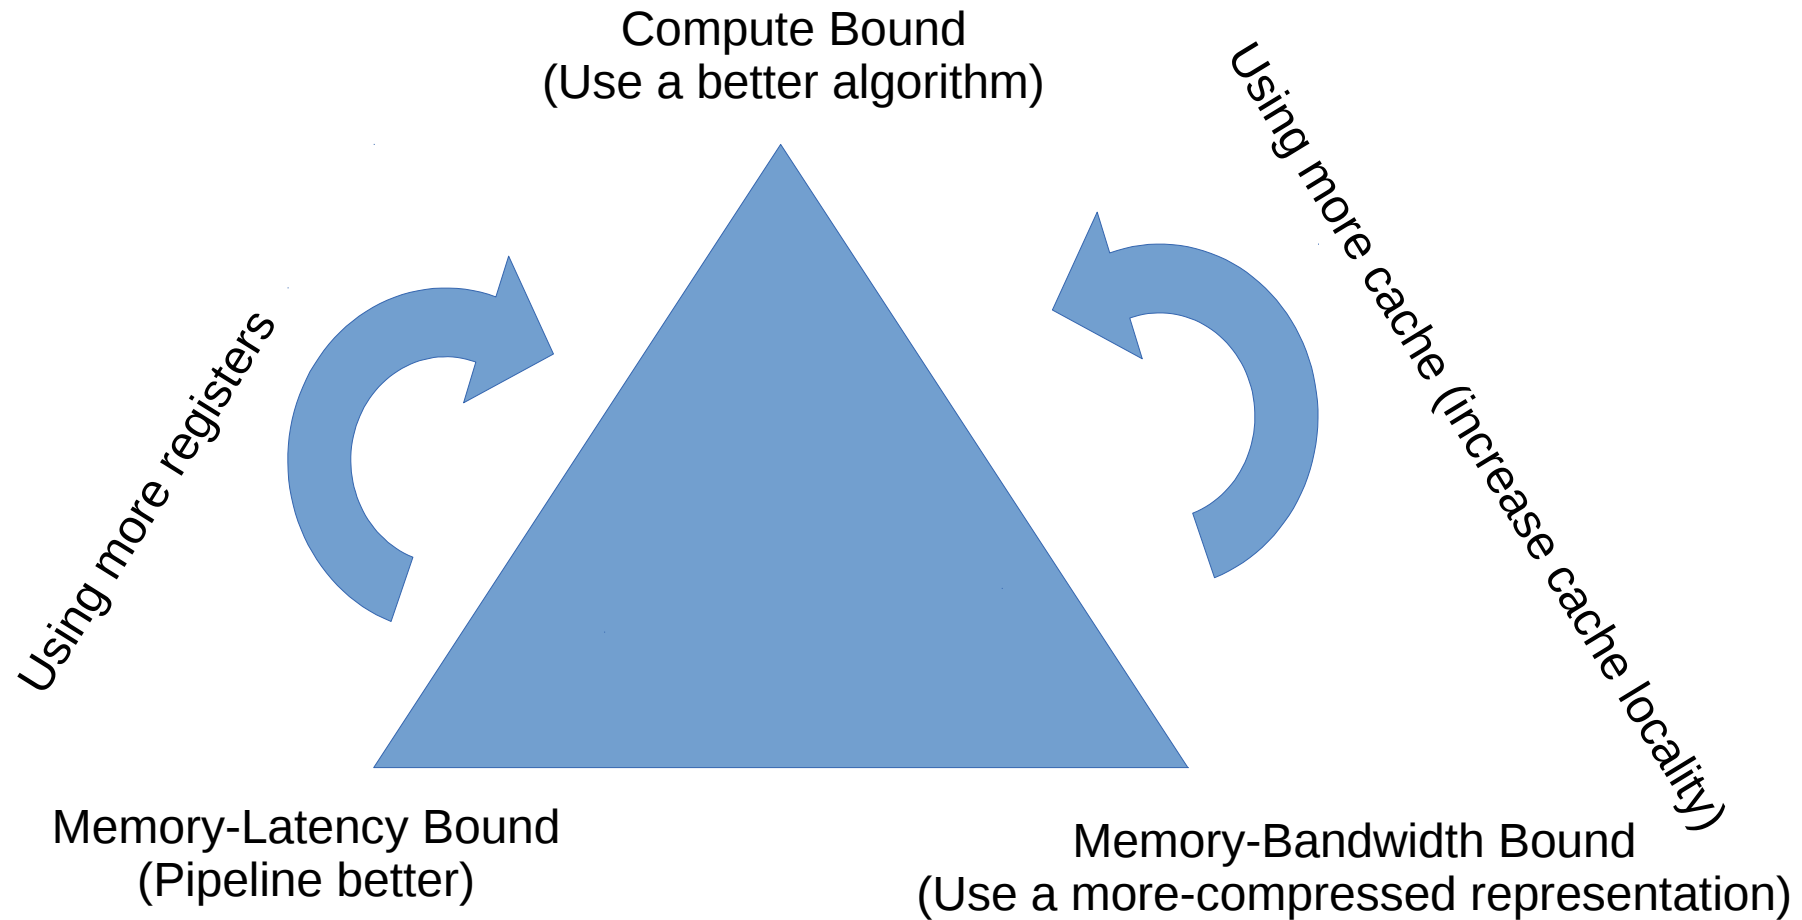 Compute Bound
(Use a better algorithm)
Using more registers
Using more cache (increase cache locality)
Memory-Latency Bound
(Pipeline better)
Memory-Bandwidth Bound
(Use a more-compressed representation)